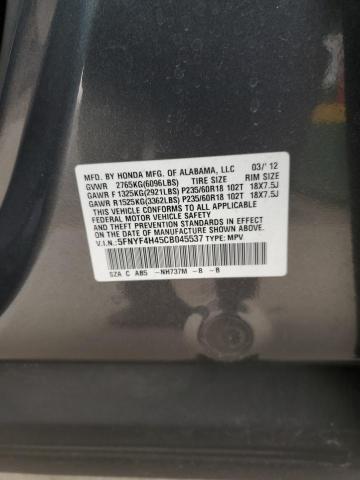 MFD. BY HONDA MFG. OF ALABAMA, LLC 03/'12
GVWR 2765KG(6096LBS) TIRE SIZE RIM SIZE
GAWR F 1325KG(2921LBS) P235/60R18 102T 18X7.5J
GAWR R 1525KG(3362LBS) P235/60R18 102T 18X7.5J
THIS VEHICLE CONFORMS TO ALL APPLICABLE
FEDERAL MOTOR VEHICLE SAFETY STANDARDS
IN EFFECT ON THE DATE OF MANUFACTURE SHOWN ABOVE.
V.I.N.: 5FNYF4H45CB045537 TYPE: MPV
SZA C A85 -NH737M -B -B